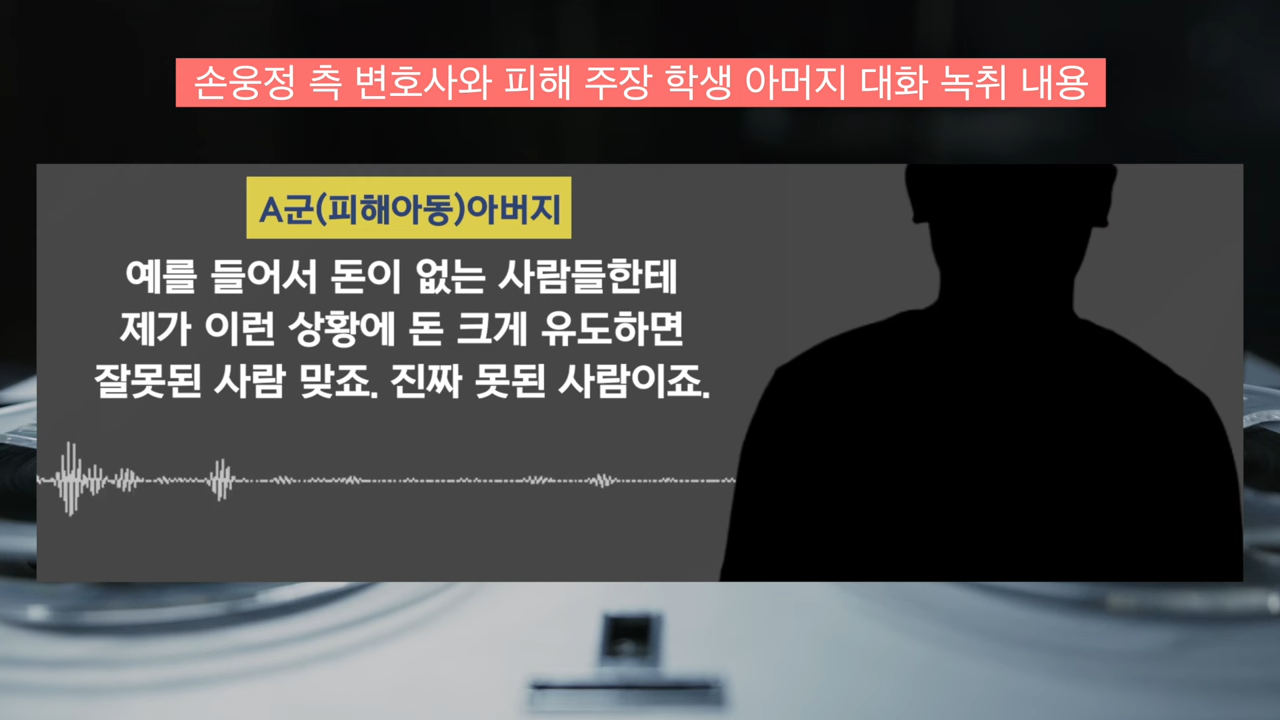 손웅정 측 변호사와 피해 주장 학생 아머지 대화 녹취 내용
A군(피해아동)아버지
예를 들어서 돈이 없는 사람들한테
제가 이런 상황에 돈 크게 유도하면
잘못된 사람 맞죠. 진짜 못된 사람이죠.